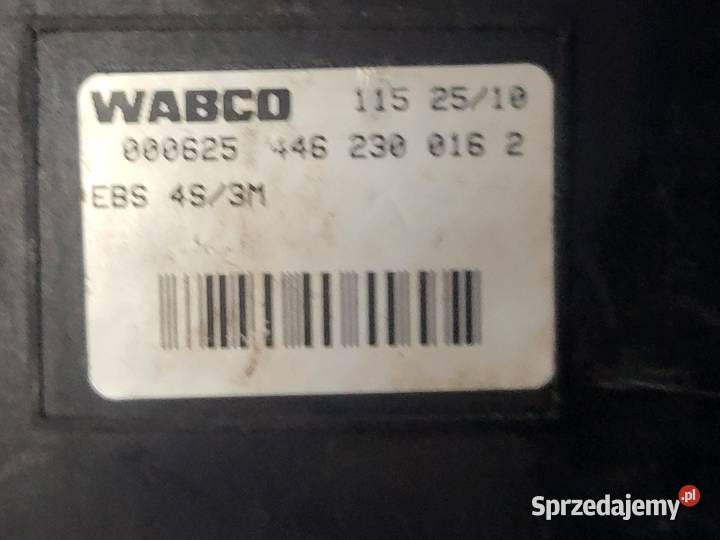 WABCO 115 25/10
000625 446 230 016 2
EBS 4S/3M
Sprzedajemy.pl